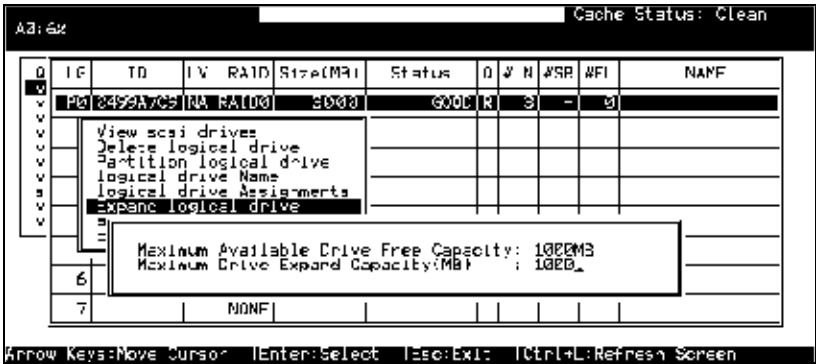 Cache Status: Clean
Q LG ID LV RAID Size(MB) Status O # N #SB #FL NAME
v P0 2499A7C9 NA RAID0 3000 GOOD R 3 - 0
v View scsi drives
v Delete logical drive
v Partition logical drive
v logical drive Name
s logical drive Assignments
v Expand logical drive
v
Maximum Available Drive Free Capacity: 1000MB
Maximum Drive Expand Capacity(MB) : 1000_
6
7 NONE
Arrow Keys:Move Cursor |Enter:Select |Esc:Exit |Ctrl+L:Refresh Screen